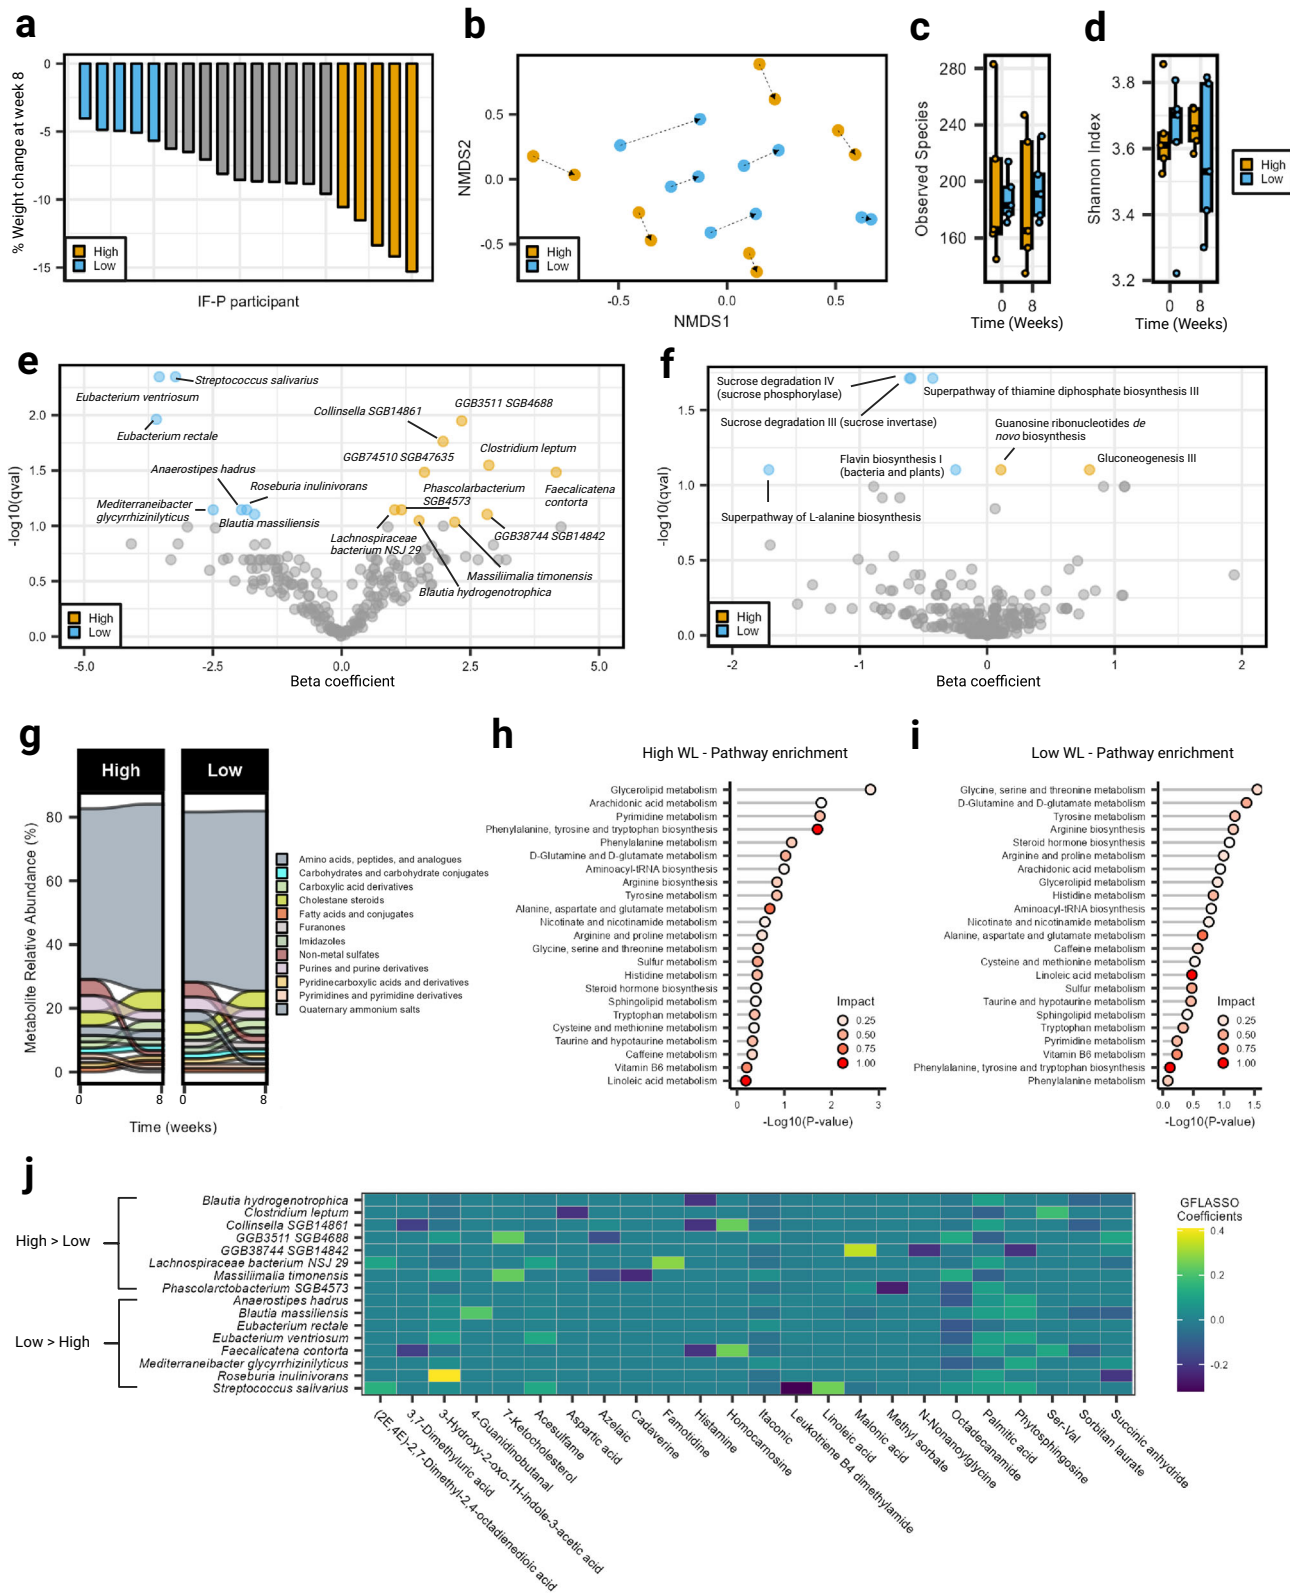 a
% Weight change at week 8
0
-5
-10
-15
High
Low
IF-P participant
b
NMDS2
0.5
0.0
-0.5
High
Low
-0.5
0.0
0.5
NMDS1
c
Observed Species
280
240
200
160
0
8
Time (Weeks)
d
Shannon Index
3.8
3.6
3.4
3.2
0
8
Time (Weeks)
High
Low
e
-log10(qval)
2.0
1.5
1.0
0.5
0.0
Streptococcus salivarius
Eubacterium ventriosum
Eubacterium rectale
Collinsella SGB14861
GGB3511 SGB4688
Clostridium leptum
GGB74510 SGB47635
Anaerostipes hadrus
Roseburia inulinivorans
Phascolarbacterium
SGB4573
Faecalicatena
contorta
Mediterraneibacter
glycyrrhizinilyticus
Blautia massiliensis
Lachnospiraceae
bacterium NSJ 29
GGB38744 SGB14842
Massiliimalia timonensis
Blautia hydrogenotrophica
High
Low
-5.0
-2.5
0.0
2.5
5.0
Beta coefficient
f
-log10(qval)
1.5
1.0
0.5
0.0
Sucrose degradation IV
(sucrose phosphorylase)
Superpathway of thiamine diphosphate biosynthesis III
Sucrose degradation III (sucrose invertase)
Guanosine ribonucleotides de
novo biosynthesis
Flavin biosynthesis I
(bacteria and plants)
Gluconeogenesis III
Superpathway of L-alanine biosynthesis
High
Low
-2
-1
0
1
2
Beta coefficient
g
High
Low
Metabolite Relative Abundance (%)
80
60
40
20
0
0
8
0
8
Time (weeks)
Amino acids, peptides, and analogues
Carbohydrates and carbohydrate conjugates
Carboxylic acid derivatives
Cholestane steroids
Fatty acids and conjugates
Furanones
Imidazoles
Non-metal sulfates
Purines and purine derivatives
Pyridinecarboxylic acids and derivatives
Pyrimidines and pyrimidine derivatives
Quaternary ammonium salts
h
High WL - Pathway enrichment
Glycerolipid metabolism
Arachidonic acid metabolism
Pyrimidine metabolism
Phenylalanine, tyrosine and tryptophan biosynthesis
Phenylalanine metabolism
D-Glutamine and D-glutamate metabolism
Aminoacyl-tRNA biosynthesis
Arginine biosynthesis
Tyrosine metabolism
Alanine, aspartate and glutamate metabolism
Nicotinate and nicotinamide metabolism
Arginine and proline metabolism
Glycine, serine and threonine metabolism
Sulfur metabolism
Histidine metabolism
Steroid hormone biosynthesis
Sphingolipid metabolism
Tryptophan metabolism
Cysteine and methionine metabolism
Taurine and hypotaurine metabolism
Caffeine metabolism
Vitamin B6 metabolism
Linoleic acid metabolism
Impact
0.25
0.50
0.75
1.00
0
1
2
3
-Log10(P-value)
i
Low WL - Pathway enrichment
Glycine, serine and threonine metabolism
D-Glutamine and D-glutamate metabolism
Tyrosine metabolism
Arginine biosynthesis
Steroid hormone biosynthesis
Arginine and proline metabolism
Arachidonic acid metabolism
Glycerolipid metabolism
Histidine metabolism
Aminoacyl-tRNA biosynthesis
Nicotinate and nicotinamide metabolism
Alanine, aspartate and glutamate metabolism
Caffeine metabolism
Cysteine and methionine metabolism
Linoleic acid metabolism
Sulfur metabolism
Taurine and hypotaurine metabolism
Sphingolipid metabolism
Tryptophan metabolism
Pyrimidine metabolism
Vitamin B6 metabolism
Phenylalanine, tyrosine and tryptophan biosynthesis
Phenylalanine metabolism
Impact
0.25
0.50
0.75
1.00
0.0
0.5
1.0
1.5
-Log10(P-value)
j
High > Low
Low > High
Blautia hydrogenotrophica
Clostridium leptum
Collinsella SGB14861
GGB3511 SGB4688
GGB38744 SGB14842
Lachnospiraceae bacterium NSJ 29
Massiliimalia timonensis
Phascolarctobacterium SGB4573
Anaerostipes hadrus
Blautia massiliensis
Eubacterium rectale
Eubacterium ventriosum
Faecalicatena contorta
Mediterraneibacter glycyrrhizinilyticus
Roseburia inulinivorans
Streptococcus salivarius
(2E,4E)-2,7-Dimethyl-2,4-octadienedioic acid
3,7-Dimethyluric acid
3-Hydroxy-2-oxo-1H-indole-3-acetic acid
4-Guanidinobutanal
7-Ketocholesterol
Acesulfame
Aspartic acid
Azelaic
Cadaverine
Famotidine
Histamine
Homocarnosine
Itaconic
Leukotriene B4 dimethylamide
Linoleic acid
Malonic acid
Methyl sorbate
N-Nonanoylglycine
Octadecanamide
Palmitic acid
Phytosphingosine
Ser-Val
Sorbitan laurate
Succinic anhydride
GFLASSO
Coefficients
0.4
0.2
0.0
-0.2